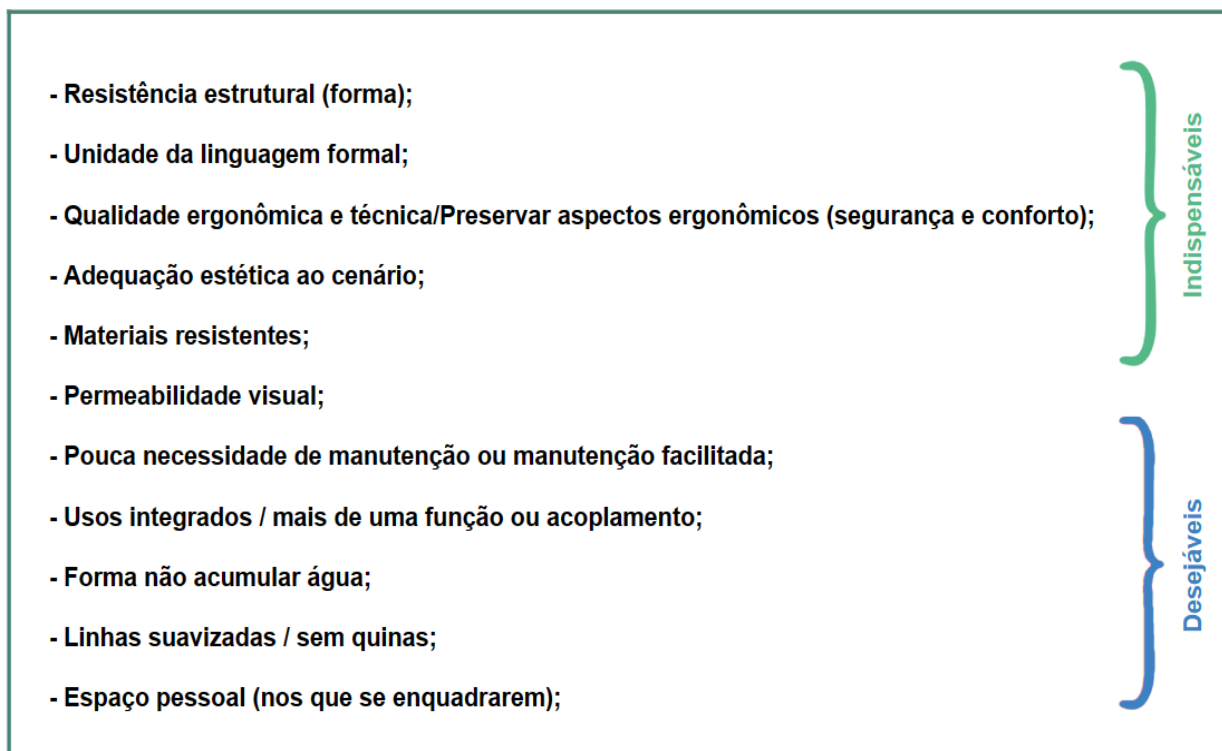 - Resistência estrutural (forma);
- Unidade da linguagem formal;
- Qualidade ergonômica e técnica/Preservar aspectos ergonômicos (segurança e conforto);
- Adequação estética ao cenário;
- Materiais resistentes;
Indispensáveis
- Permeabilidade visual;
- Pouca necessidade de manutenção ou manutenção facilitada;
- Usos integrados / mais de uma função ou acoplamento;
- Forma não acumular água;
- Linhas suavizadas / sem quinas;
- Espaço pessoal (nos que se enquadrarem);
Desejáveis